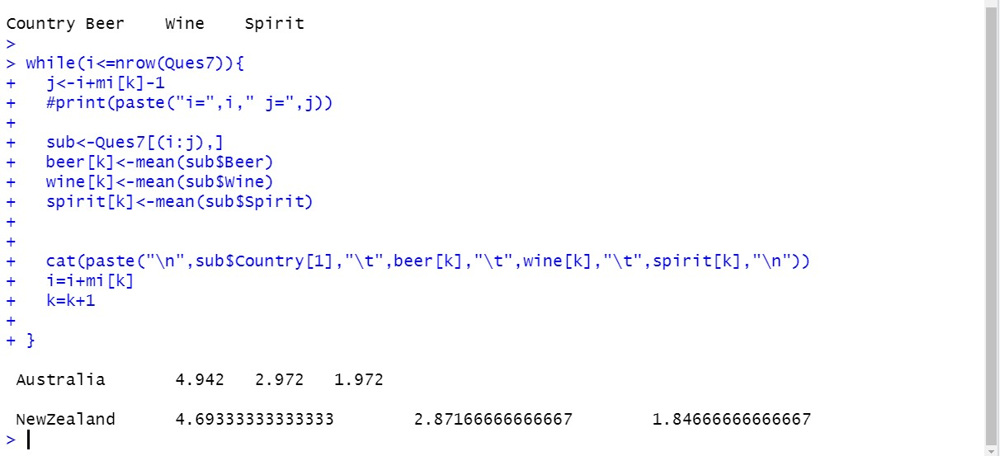 Country Beer    Wine    Spirit
>
> while(i<=nrow(Ques7)){
+   j<-i+mi[k]-1
+   #print(paste("i=",i," j=",j))
+
+   sub<-Ques7[(i:j),]
+   beer[k]<-mean(sub$Beer)
+   wine[k]<-mean(sub$Wine)
+   spirit[k]<-mean(sub$Spirit)
+
+
+   cat(paste("\n",sub$Country[1],"\t",beer[k],"\t",wine[k],"\t",spirit[k],"\n"))
+   i=i+mi[k]
+   k=k+1
+
+ }
 Australia       4.942   2.972   1.972
 NewZealand      4.69333333333333        2.87166666666667        1.84666666666667
>